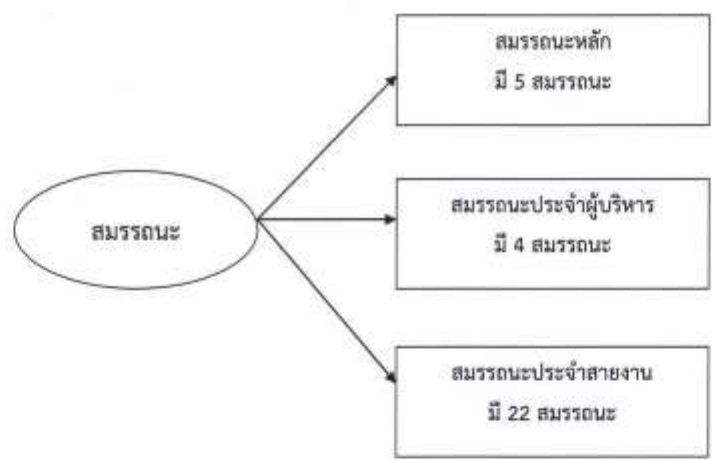 สมรรถนะหลัก
มี 5 สมรรถนะ
สมรรถนะ
สมรรถนะประจำผู้บริหาร
มี 4 สมรรถนะ
สมรรถนะประจำสายงาน
มี 22 สมรรถนะ